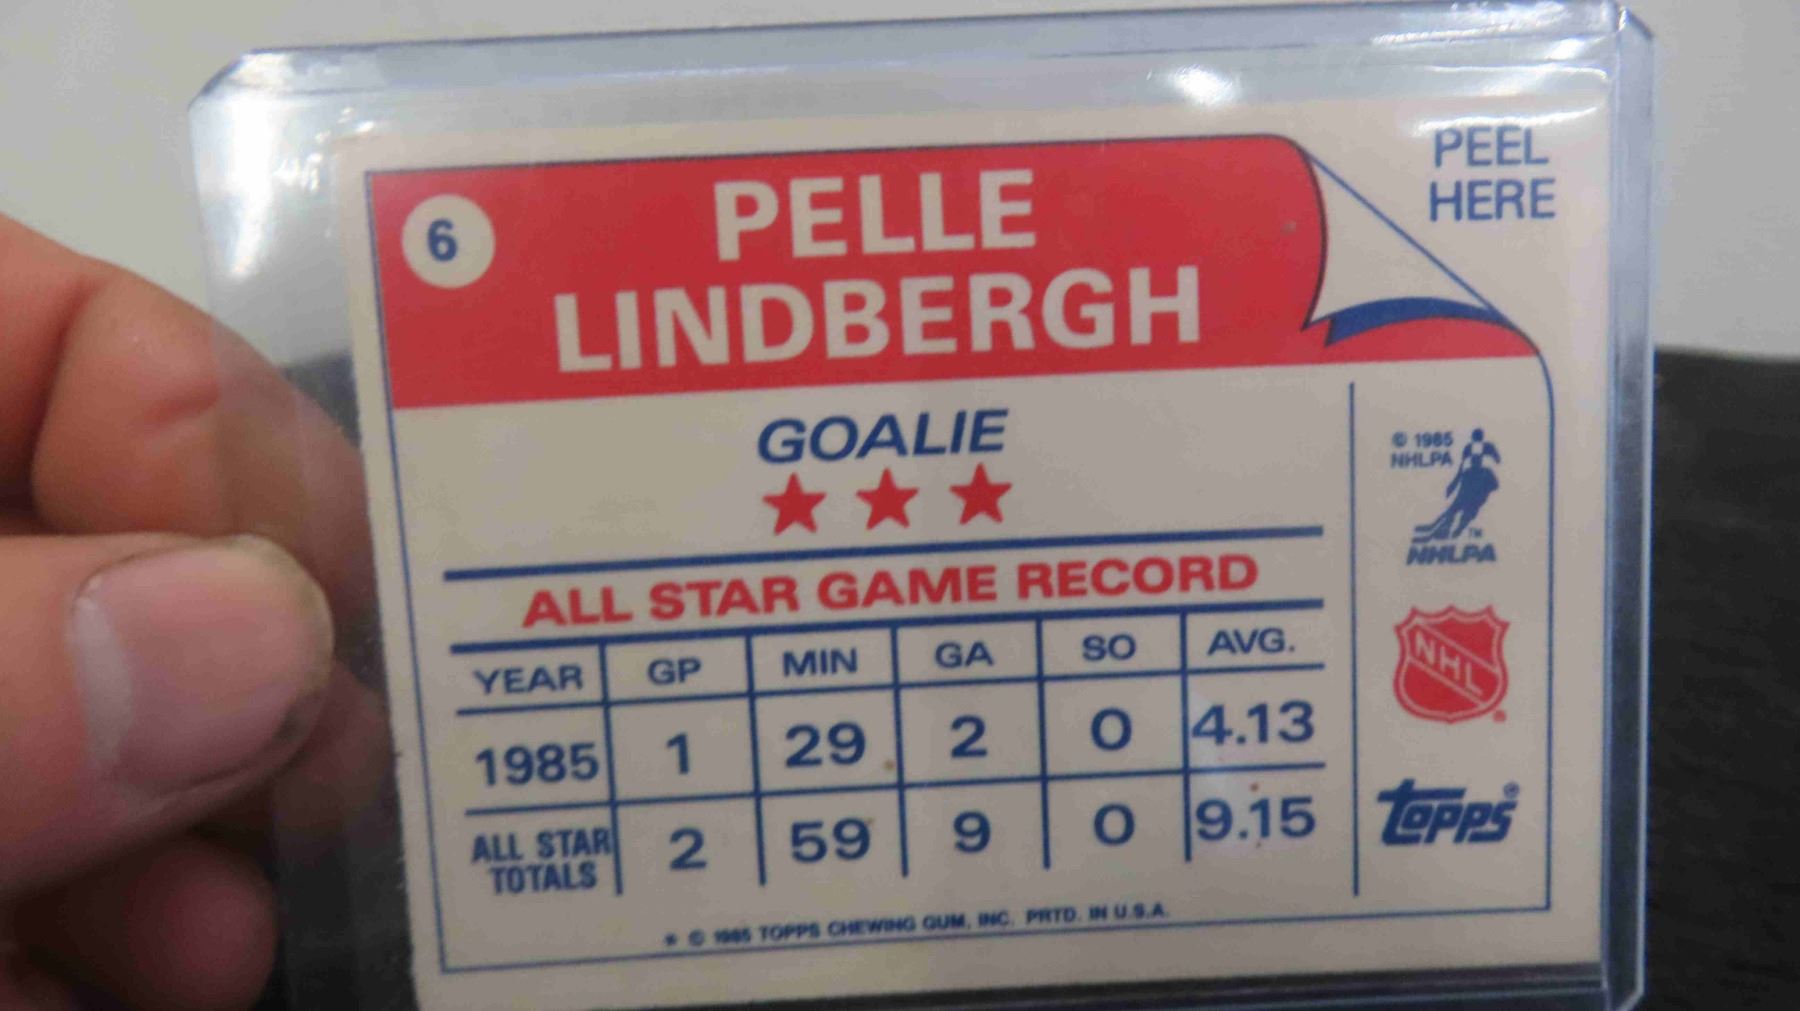 6
PELLE
LINDBERGH
PEEL
HERE
GOALIE
ALL STAR GAME RECORD
YEAR GP MIN GA SO AVG.
1985 1 29 2 0 4.13
ALL STAR TOTALS 2 59 9 0 9.15
© 1985
NHLPA
TM
NHLPA
NHL®
topps®
* © 1985 TOPPS CHEWING GUM, INC. PRTD. IN U.S.A.